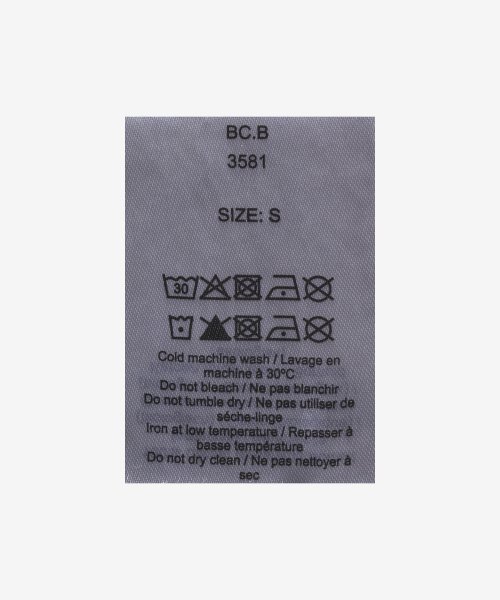 BC.B
3581
SIZE: S
30
Cold machine wash / Lavage en
machine à 30ºC
Do not bleach / Ne pas blanchir
Do not tumble dry / Ne pas utiliser de
séche-linge
Iron at low temperature / Repasser à
basse température
Do not dry clean / Ne pas nettoyer à
sec